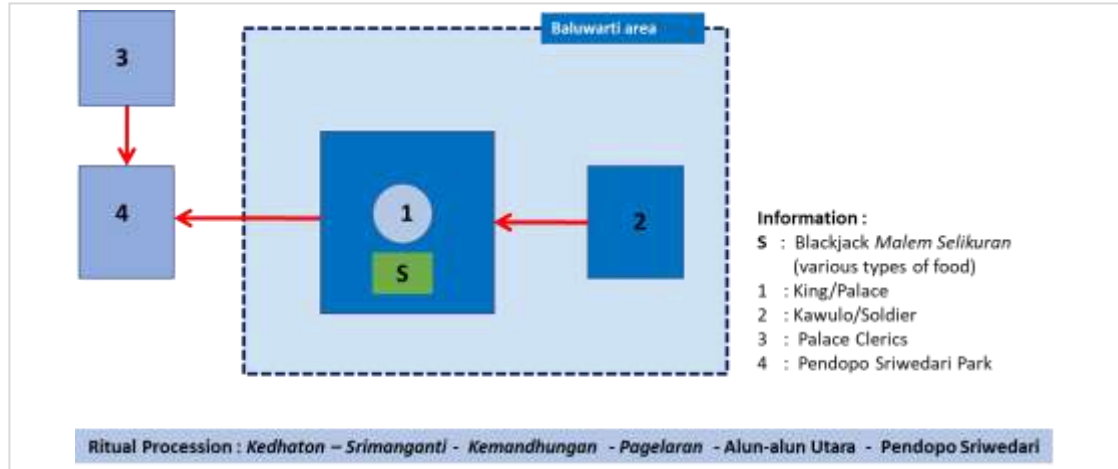 Baluwarti area
3
4
1
S
2
Information :
S : Blackjack Malem Selikuran
(various types of food)
1 : King/Palace
2 : Kawulo/Soldier
3 : Palace Clerics
4 : Pendopo Sriwedari Park
Ritual Procession : Kedhaton – Srimanganti - Kemandhungan - Pagelaran - Alun-alun Utara - Pendopo Sriwedari